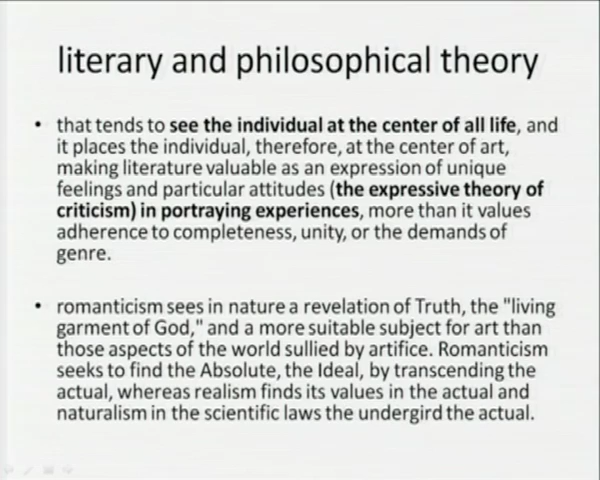 literary and philosophical theory
• that tends to see the individual at the center of all life, and
it places the individual, therefore, at the center of art,
making literature valuable as an expression of unique
feelings and particular attitudes (the expressive theory of
criticism) in portraying experiences, more than it values
adherence to completeness, unity, or the demands of
genre.
• romanticism sees in nature a revelation of Truth, the "living
garment of God," and a more suitable subject for art than
those aspects of the world sullied by artifice. Romanticism
seeks to find the Absolute, the Ideal, by transcending the
actual, whereas realism finds its values in the actual and
naturalism in the scientific laws the undergird the actual.